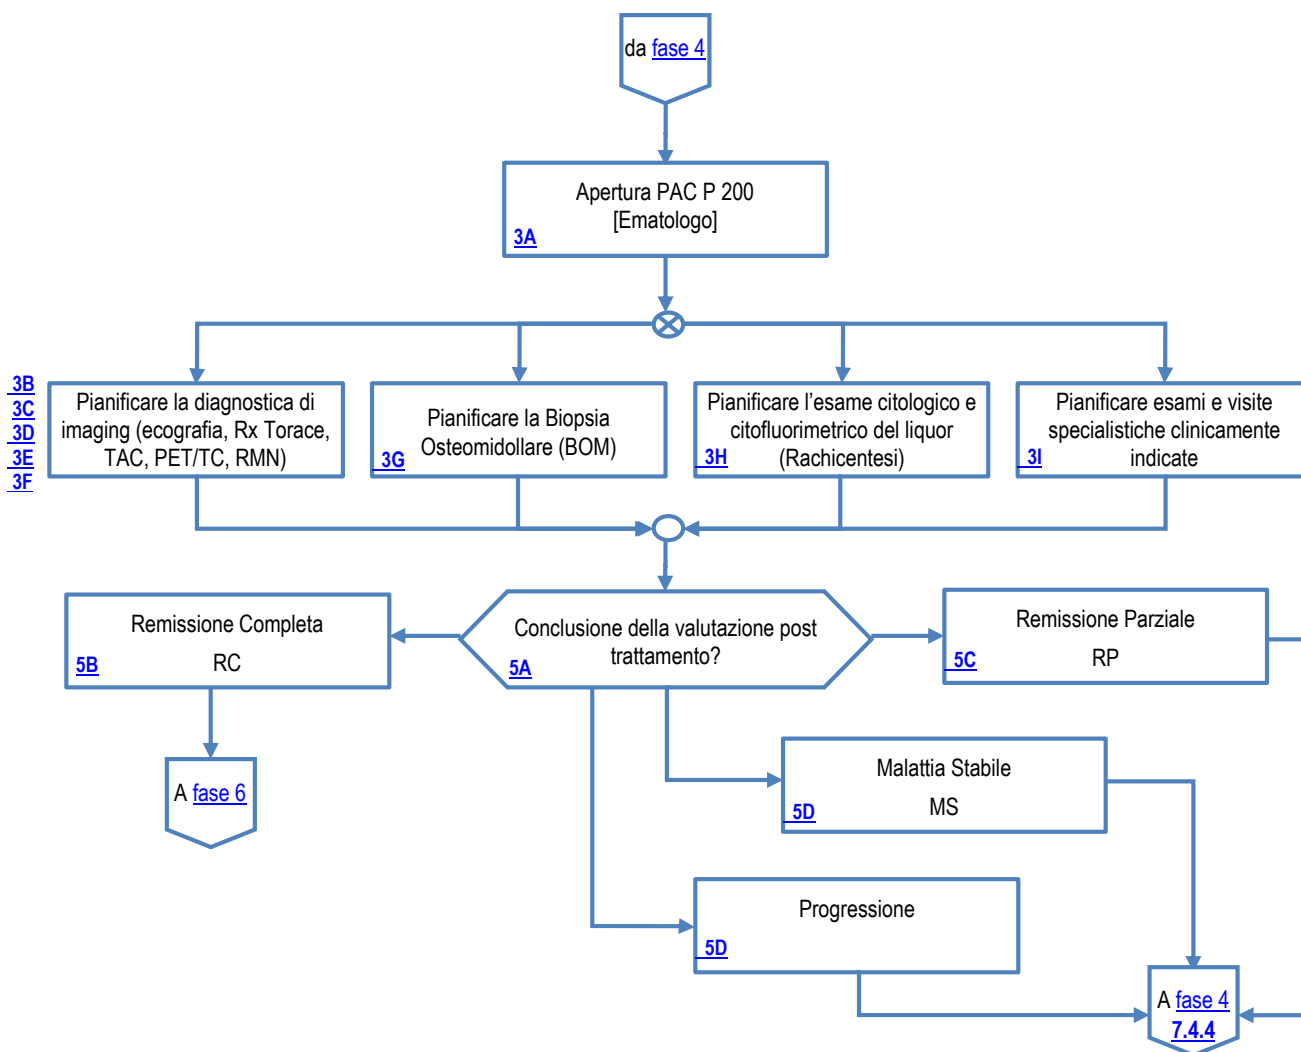 da fase 4
Apertura PAC P 200
[Ematologo]
3A
3B
3C
3D
3E
3F
Pianificare la diagnostica di
imaging (ecografia, Rx Torace,
TAC, PET/TC, RMN)
Pianificare la Biopsia
Osteomidollare (BOM)
3G
Pianificare l'esame citologico e
citofluorimetrico del liquor
(Rachicentesi)
3H
Pianificare esami e visite
specialistiche clinicamente
indicate
3I
Remissione Completa
RC
5B
Conclusione della valutazione post
trattamento?
5A
Remissione Parziale
RP
5C
A fase 6
Malattia Stabile
MS
5D
Progressione
5D
A fase 4
7.4.4